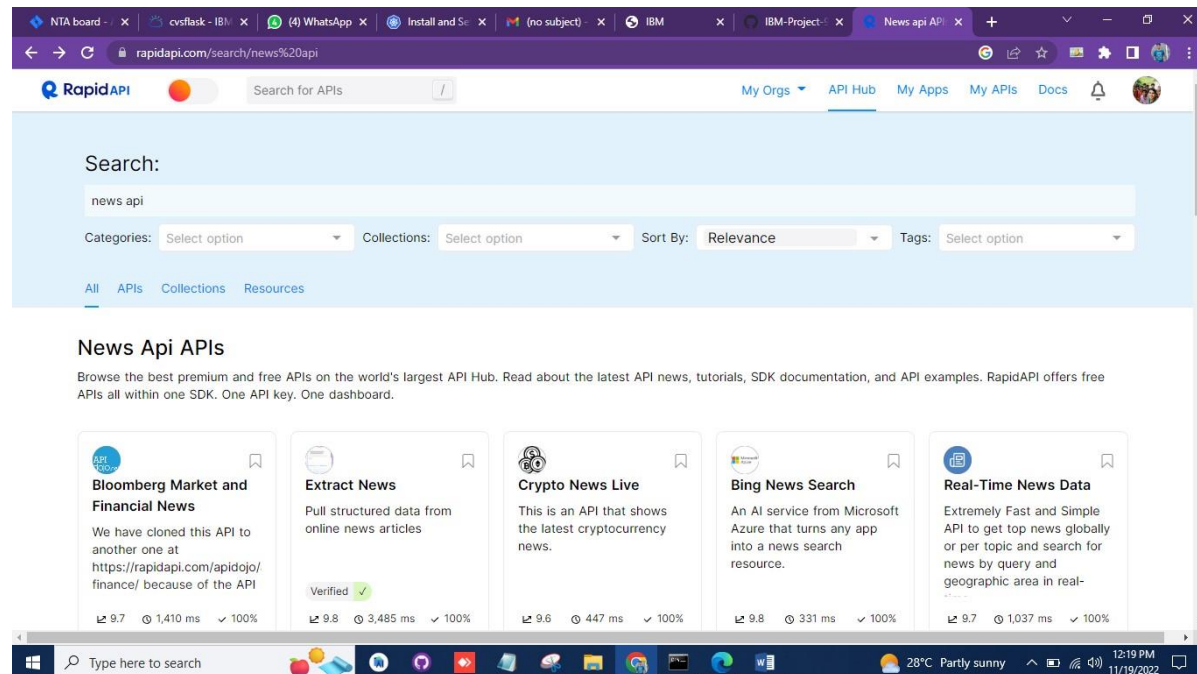 NTA board - J
cvsflask - IBM
(4) WhatsApp
Install and Se
(no subject) -
IBM
IBM-Project-
News api API
rapidapi.com/search/news%20api
Rapid API
Search for APIs
/
My Orgs
API Hub
My Apps
My APIs
Docs
Search:
news api
Categories: Select option
Collections: Select option
Sort By: Relevance
Tags: Select option
All APIs Collections Resources
News Api APIs
Browse the best premium and free APIs on the world's largest API Hub. Read about the latest API news, tutorials, SDK documentation, and API examples. RapidAPI offers free
APIs all within one SDK. One API key. One dashboard.
Bloomberg Market and
Financial News
We have cloned this API to
another one at
https://rapidapi.com/apidojo/
finance/ because of the API
9.7 1,410 ms 100%
Extract News
Pull structured data from
online news articles
Verified
9.8 3,485 ms 100%
Crypto News Live
This is an API that shows
the latest cryptocurrency
news.
9.6 447 ms 100%
Bing News Search
An AI service from Microsoft
Azure that turns any app
into a news search
resource.
9.8 331 ms 100%
Real-Time News Data
Extremely Fast and Simple
API to get top news globally
or per topic and search for
news by query and
geographic area in real-
9.7 1,037 ms 100%
Type here to search
28°C Partly sunny
12:19 PM
11/19/2022